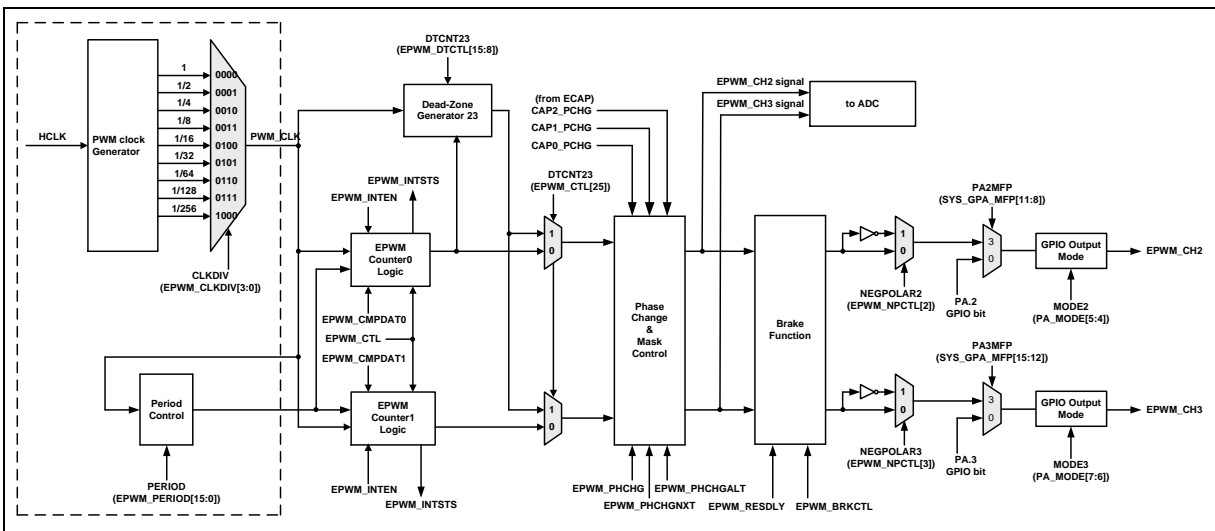 HCLK
PWM clock
Generator
1
1/2
1/4
1/8
1/16
1/32
1/64
1/128
1/256
0000
0001
0010
0011
0100
0101
0110
0111
1000
PWM_CLK
CLKDIV
(EPWM_CLKDIV[3:0])
Period
Control
PERIOD
(EPWM_PERIOD[15:0])
DTCNT23
(EPWM_DTCTL[15:8])
Dead-Zone
Generator 23
EPWM_INTSTS
EPWM_INTEN
EPWM
Counter0
Logic
EPWM_CMPDAT0
EPWM_CTL
EPWM_CMPDAT1
EPWM
Counter1
Logic
EPWM_INTEN
EPWM_INTSTS
DTCNT23
(EPWM_CTL[25])
1
0
1
0
(from ECAP)
CAP2_PCHG
CAP1_PCHG
CAP0_PCHG
Phase
Change
&
Mask
Control
EPWM_PHCHG
EPWM_PHCHGNXT
EPWM_PHCHGALT
EPWM_CH2 signal
EPWM_CH3 signal
to ADC
Brake
Function
EPWM_RESDLY
EPWM_BRKCTL
1
0
NEGPOLAR2
(EPWM_NPCTL[2])
PA2MFP
(SYS_GPA_MFP[11:8])
3
0
PA.2
GPIO bit
GPIO Output
Mode
MODE2
(PA_MODE[5:4])
EPWM_CH2
1
0
NEGPOLAR3
(EPWM_NPCTL[3])
PA3MFP
(SYS_GPA_MFP[15:12])
3
0
PA.3
GPIO bit
GPIO Output
Mode
MODE3
(PA_MODE[7:6])
EPWM_CH3